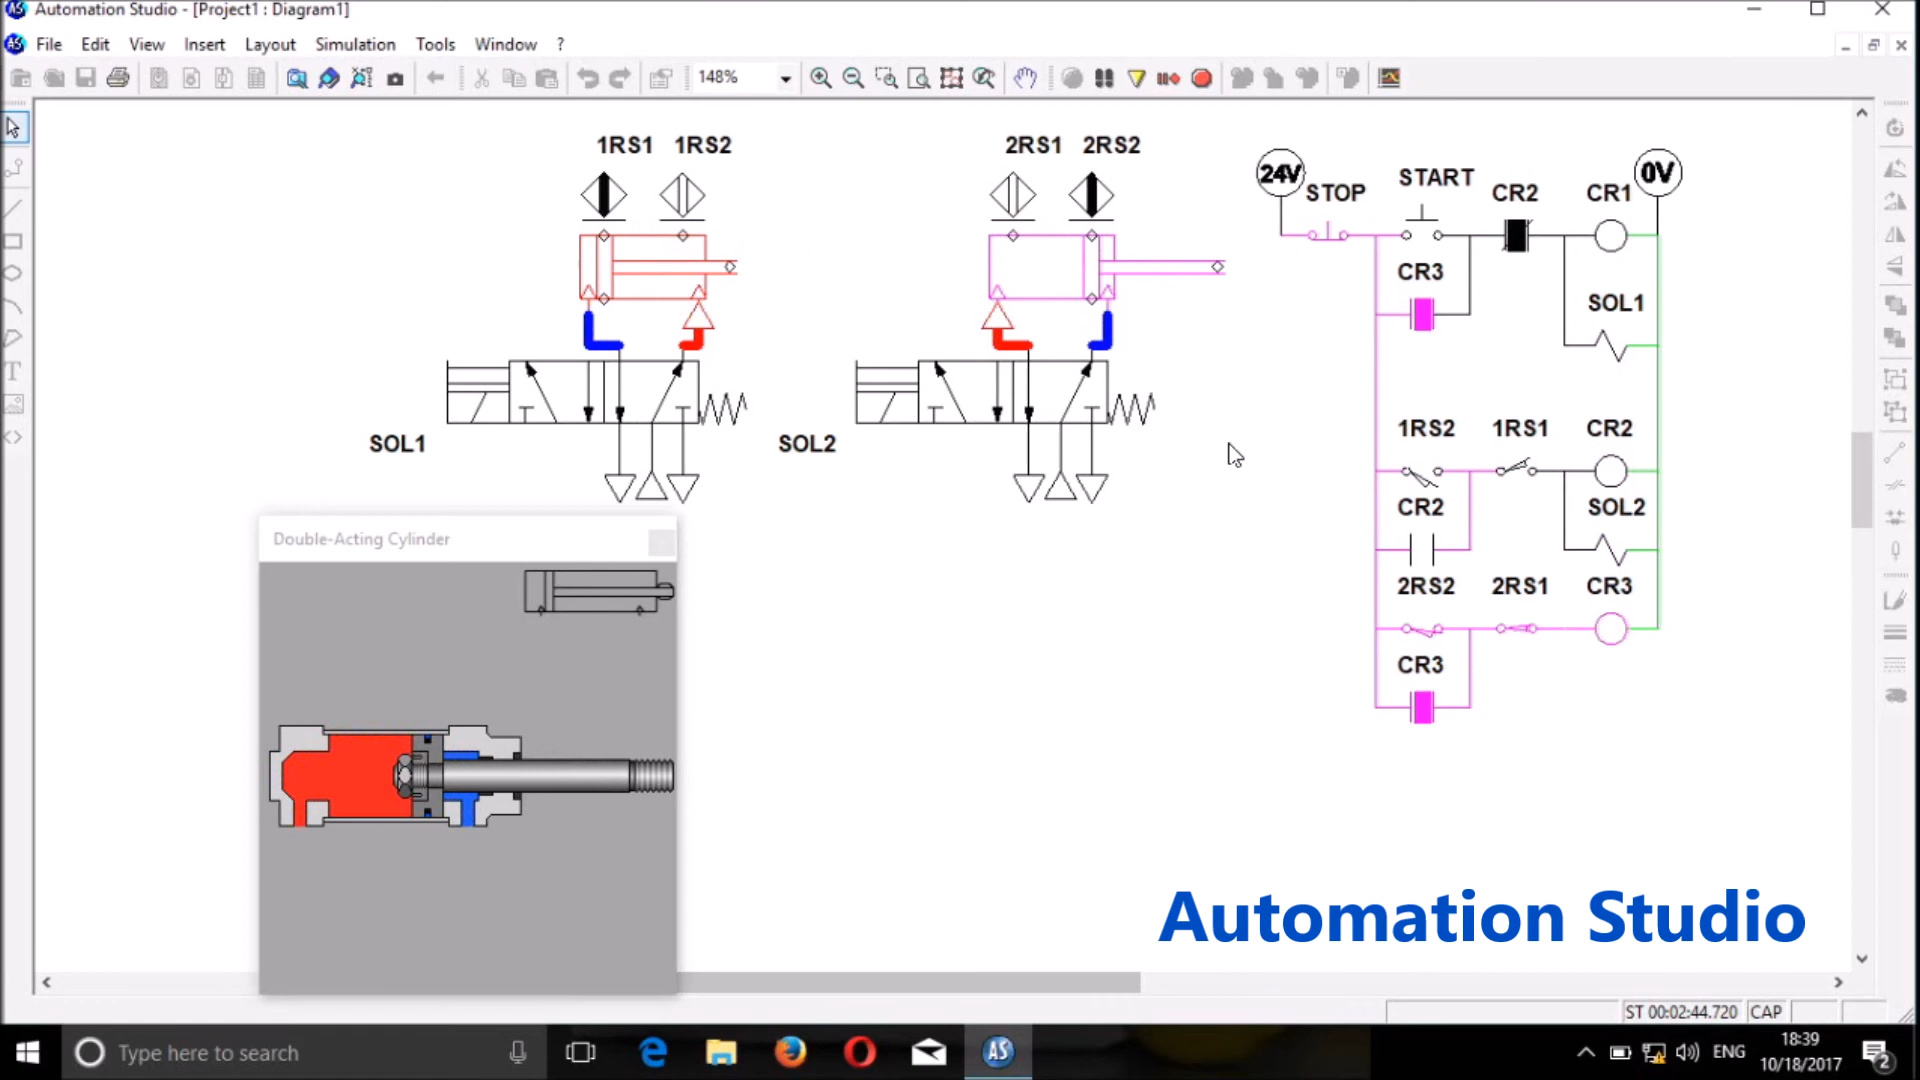 Automation Studio - [Project1 : Diagram1]
File Edit View Insert Layout Simulation Tools Window ?
148%
1RS1 1RS2
2RS1 2RS2
24V STOP START CR2 CR1 0V
CR3
SOL1
SOL1
SOL2
1RS2 1RS1 CR2
CR2
SOL2
2RS2 2RS1 CR3
CR3
Double-Acting Cylinder
Automation Studio
ST 00:02:44.720 CAP
Type here to search
ENG
18:39
10/18/2017
2